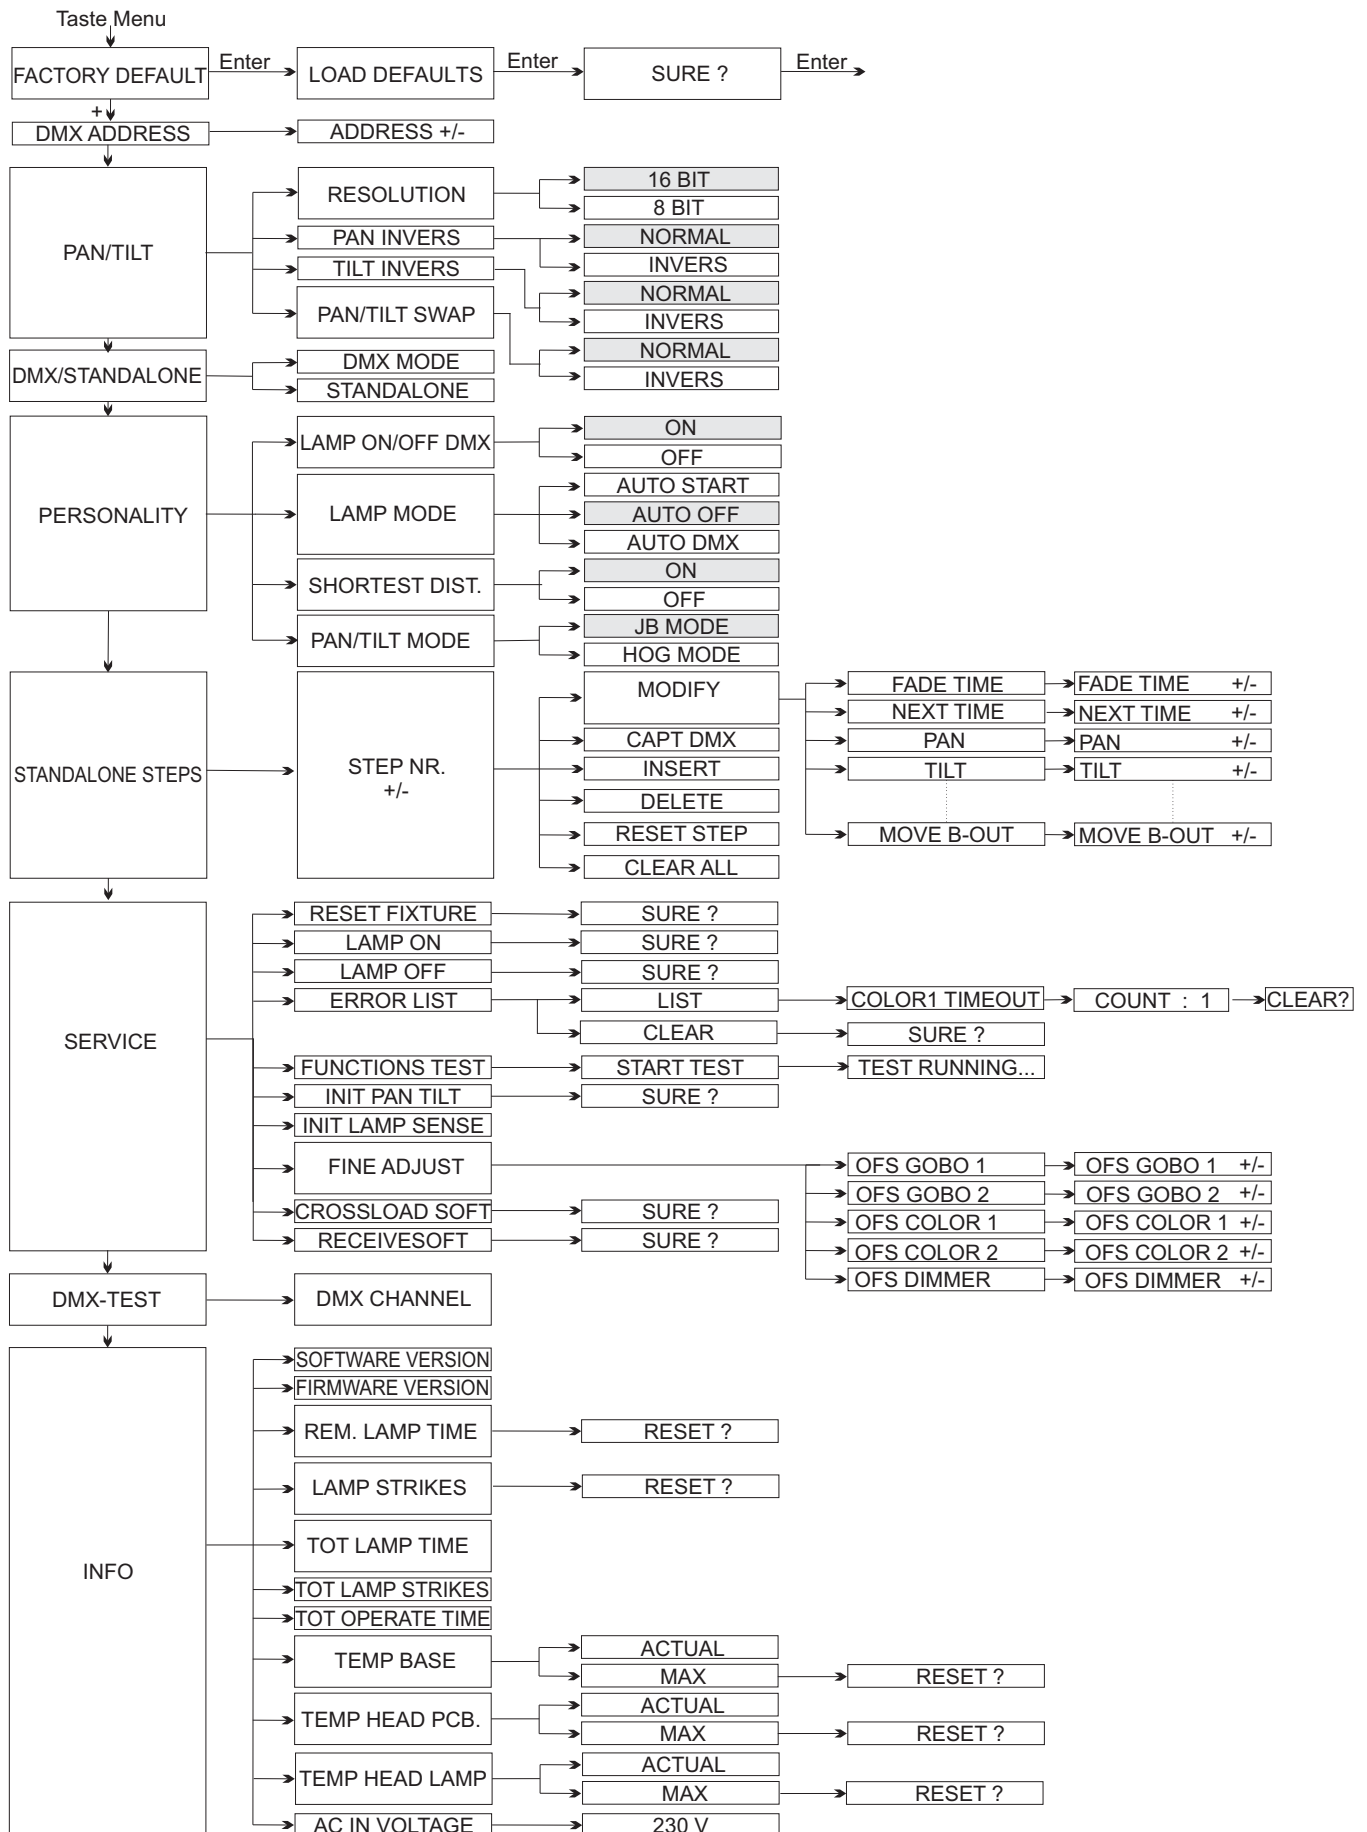 Taste Menu
FACTORY DEFAULT Enter LOAD DEFAULTS Enter SURE ? Enter
+
DMX ADDRESS ADDRESS +/-
PAN/TILT
RESOLUTION
16 BIT
8 BIT
PAN INVERS
NORMAL
INVERS
TILT INVERS
NORMAL
INVERS
PAN/TILT SWAP
NORMAL
INVERS
DMX/STANDALONE
DMX MODE
STANDALONE
PERSONALITY
LAMP ON/OFF DMX
ON
OFF
LAMP MODE
AUTO START
AUTO OFF
AUTO DMX
SHORTEST DIST.
ON
OFF
PAN/TILT MODE
JB MODE
HOG MODE
STANDALONE STEPS
STEP NR.
+/-
MODIFY
FADE TIME FADE TIME +/-
NEXT TIME NEXT TIME +/-
PAN PAN +/-
TILT TILT +/-
MOVE B-OUT MOVE B-OUT +/-
CAPT DMX
INSERT
DELETE
RESET STEP
CLEAR ALL
SERVICE
RESET FIXTURE SURE ?
LAMP ON SURE ?
LAMP OFF SURE ?
ERROR LIST LIST COLOR1 TIMEOUT COUNT : 1 CLEAR?
CLEAR SURE ?
FUNCTIONS TEST START TEST TEST RUNNING...
INIT PAN TILT SURE ?
INIT LAMP SENSE
FINE ADJUST
OFS GOBO 1 OFS GOBO 1 +/-
OFS GOBO 2 OFS GOBO 2 +/-
OFS COLOR 1 OFS COLOR 1 +/-
OFS COLOR 2 OFS COLOR 2 +/-
OFS DIMMER OFS DIMMER +/-
CROSSLOAD SOFT SURE ?
RECEIVESOFT SURE ?
DMX-TEST DMX CHANNEL
INFO
SOFTWARE VERSION
FIRMWARE VERSION
REM. LAMP TIME RESET ?
LAMP STRIKES RESET ?
TOT LAMP TIME
TOT LAMP STRIKES
TOT OPERATE TIME
TEMP BASE
ACTUAL
MAX RESET ?
TEMP HEAD PCB.
ACTUAL
MAX RESET ?
TEMP HEAD LAMP
ACTUAL
MAX RESET ?
AC IN VOLTAGE 230 V